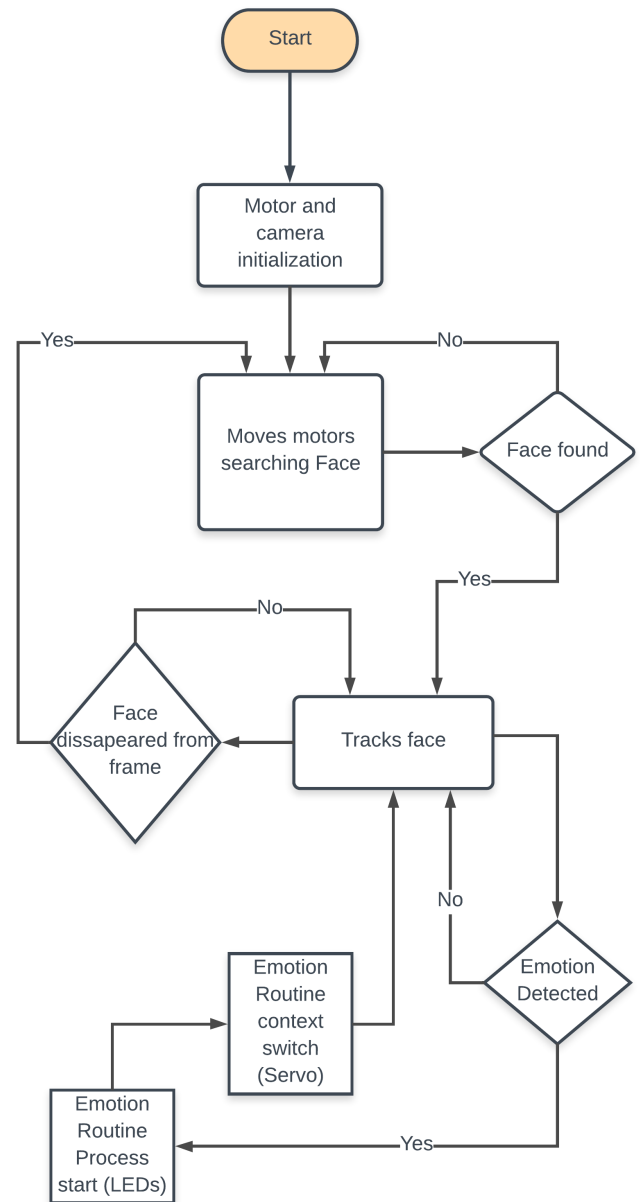 Start
Motor and
camera
initialization
Yes
No
Moves motors
searching Face
Face found
Yes
No
Face
dissapeared from
frame
Tracks face
No
Emotion
Detected
Emotion
Routine
context
switch
(Servo)
Emotion
Routine
Process
start (LEDs)
Yes